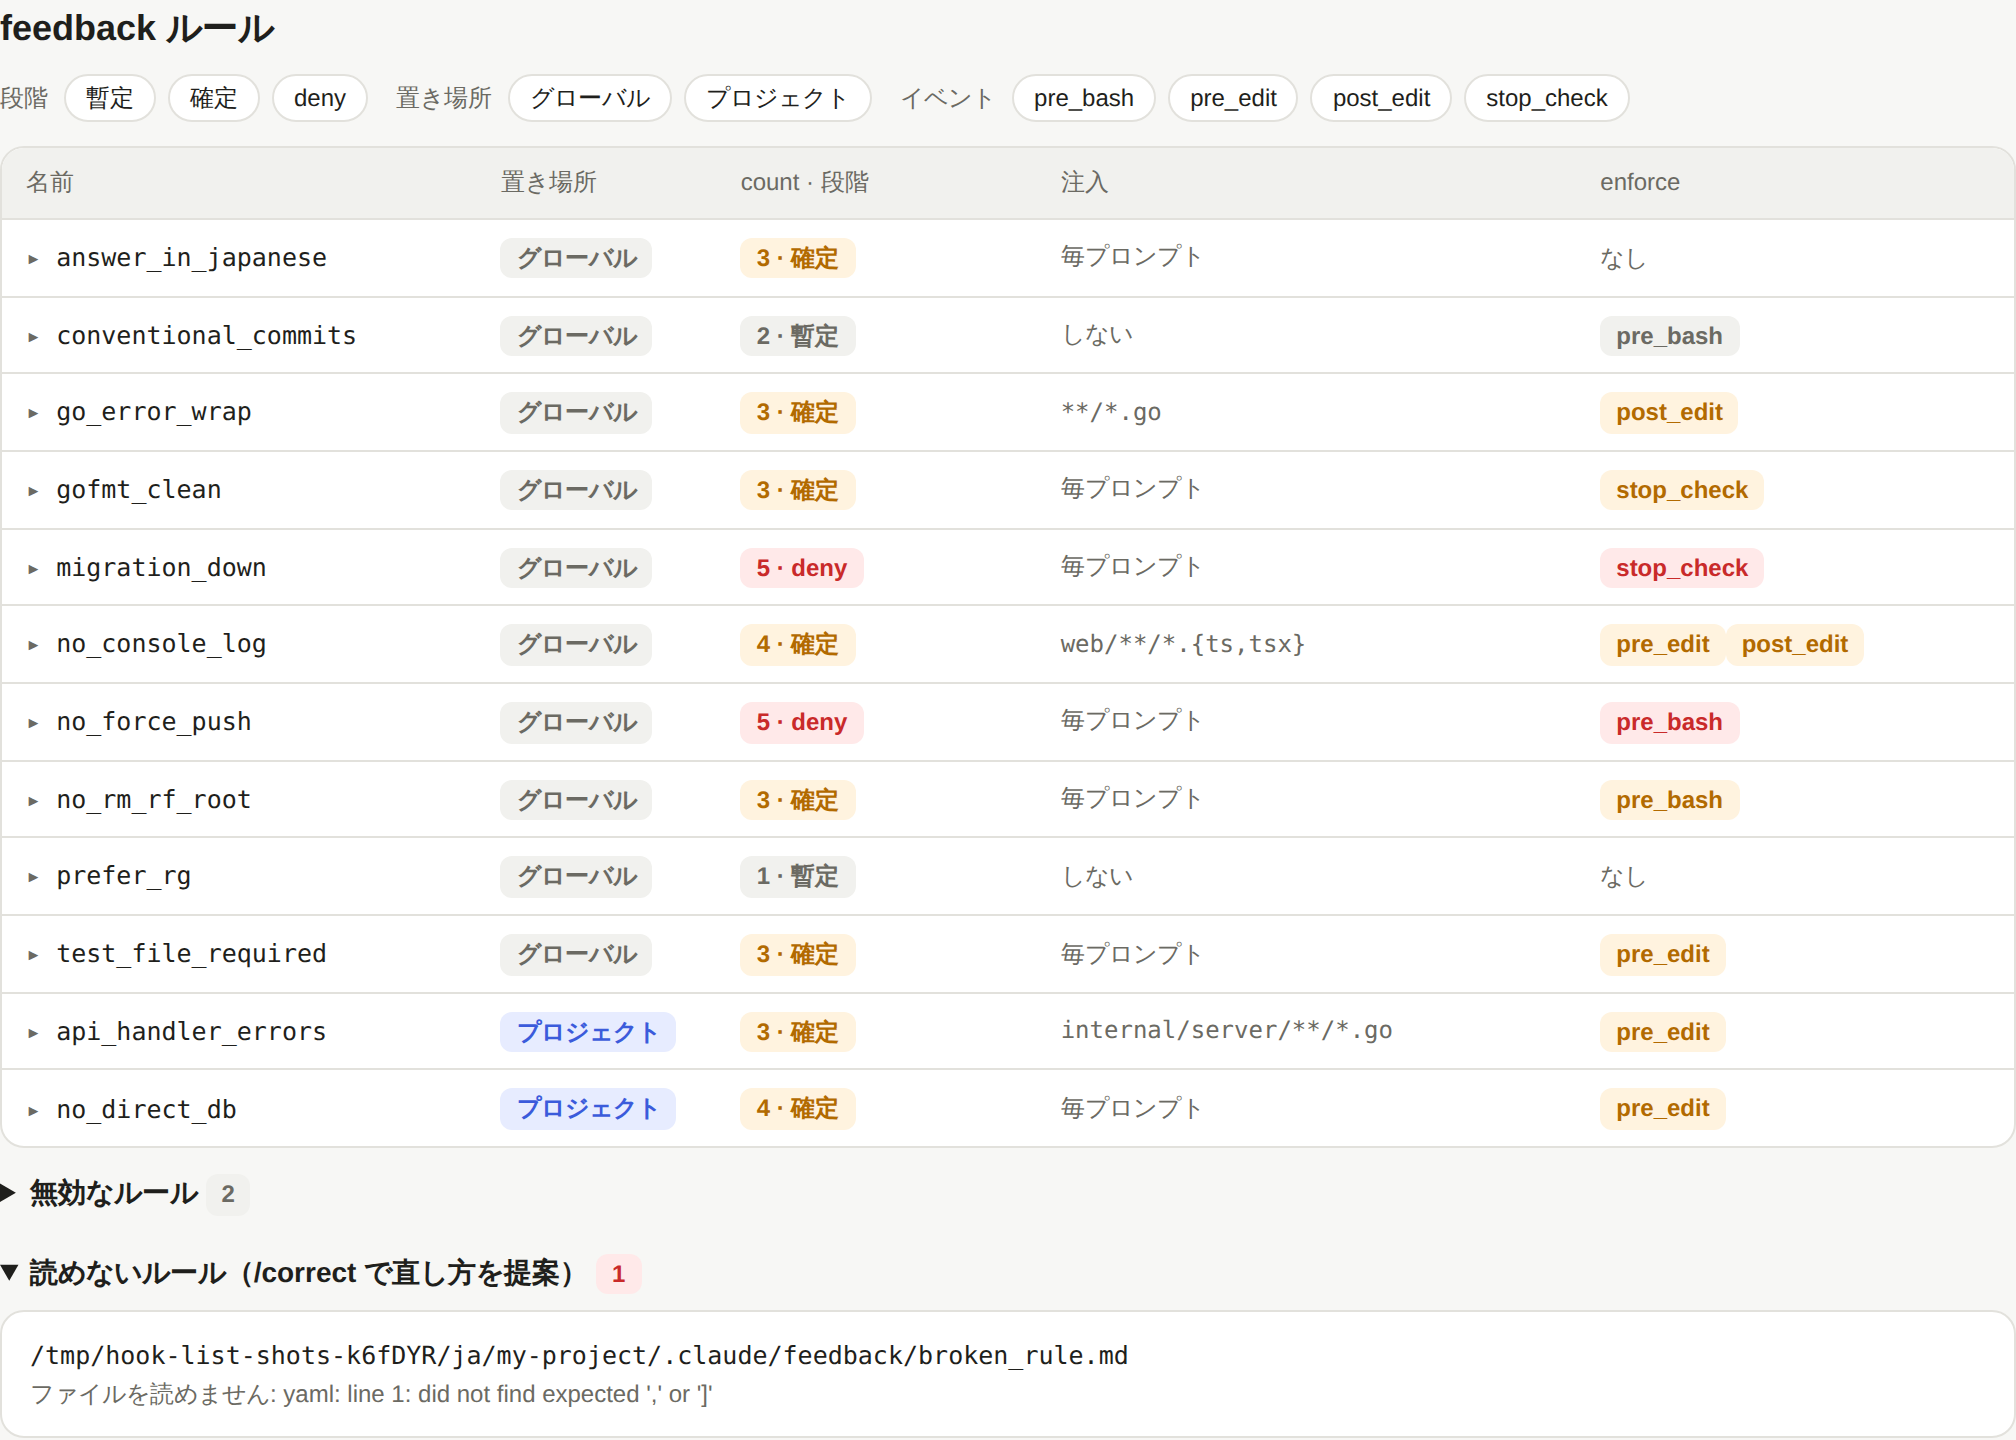 feedback ルール
段階 暫定 確定 deny 置き場所 グローバル プロジェクト イベント pre_bash pre_edit post_edit stop_check
名前 置き場所 count · 段階 注入 enforce
▸ answer_in_japanese グローバル 3 · 確定 毎プロンプト なし
▸ conventional_commits グローバル 2 · 暫定 しない pre_bash
▸ go_error_wrap グローバル 3 · 確定 **/*.go post_edit
▸ gofmt_clean グローバル 3 · 確定 毎プロンプト stop_check
▸ migration_down グローバル 5 · deny 毎プロンプト stop_check
▸ no_console_log グローバル 4 · 確定 web/**/*.{ts,tsx} pre_edit post_edit
▸ no_force_push グローバル 5 · deny 毎プロンプト pre_bash
▸ no_rm_rf_root グローバル 3 · 確定 毎プロンプト pre_bash
▸ prefer_rg グローバル 1 · 暫定 しない なし
▸ test_file_required グローバル 3 · 確定 毎プロンプト pre_edit
▸ api_handler_errors プロジェクト 3 · 確定 internal/server/**/*.go pre_edit
▸ no_direct_db プロジェクト 4 · 確定 毎プロンプト pre_edit
▶ 無効なルール 2
▼ 読めないルール（/correct で直し方を提案） 1
/tmp/hook-list-shots-k6fDYR/ja/my-project/.claude/feedback/broken_rule.md
ファイルを読めません: yaml: line 1: did not find expected ',' or ']'